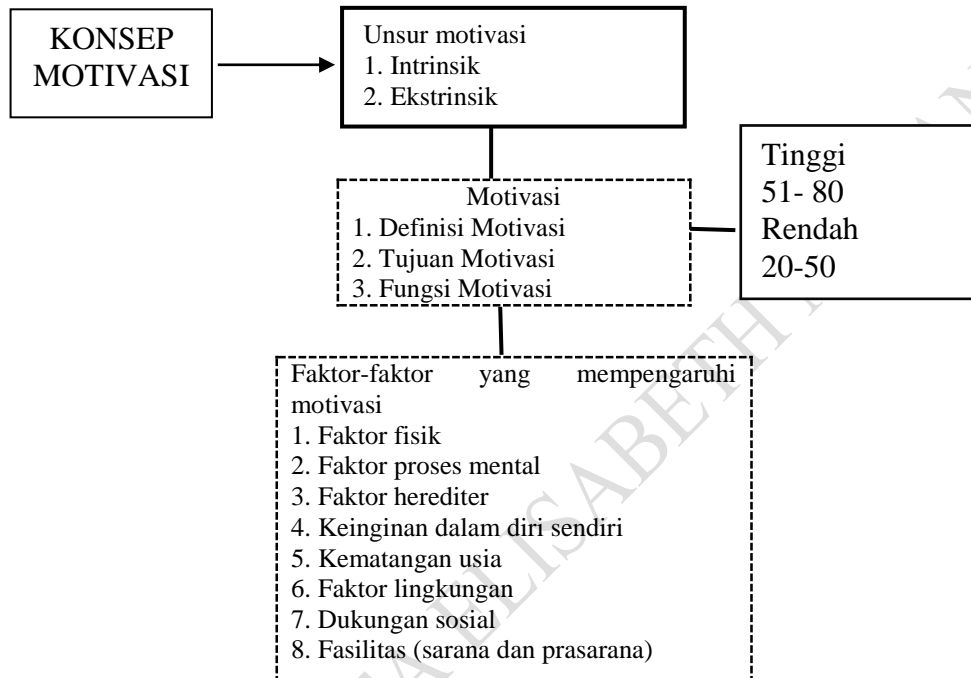 KONSEP
MOTIVASI
Unsur motivasi
1. Intrinsik
2. Ekstrinsik
Motivasi
1. Definisi Motivasi
2. Tujuan Motivasi
3. Fungsi Motivasi
Tinggi
51- 80
Rendah
20-50
Faktor-faktor yang mempengaruhi
motivasi
1. Faktor fisik
2. Faktor proses mental
3. Faktor herediter
4. Keinginan dalam diri sendiri
5. Kematangan usia
6. Faktor lingkungan
7. Dukungan sosial
8. Fasilitas (sarana dan prasarana)
ELISABETH